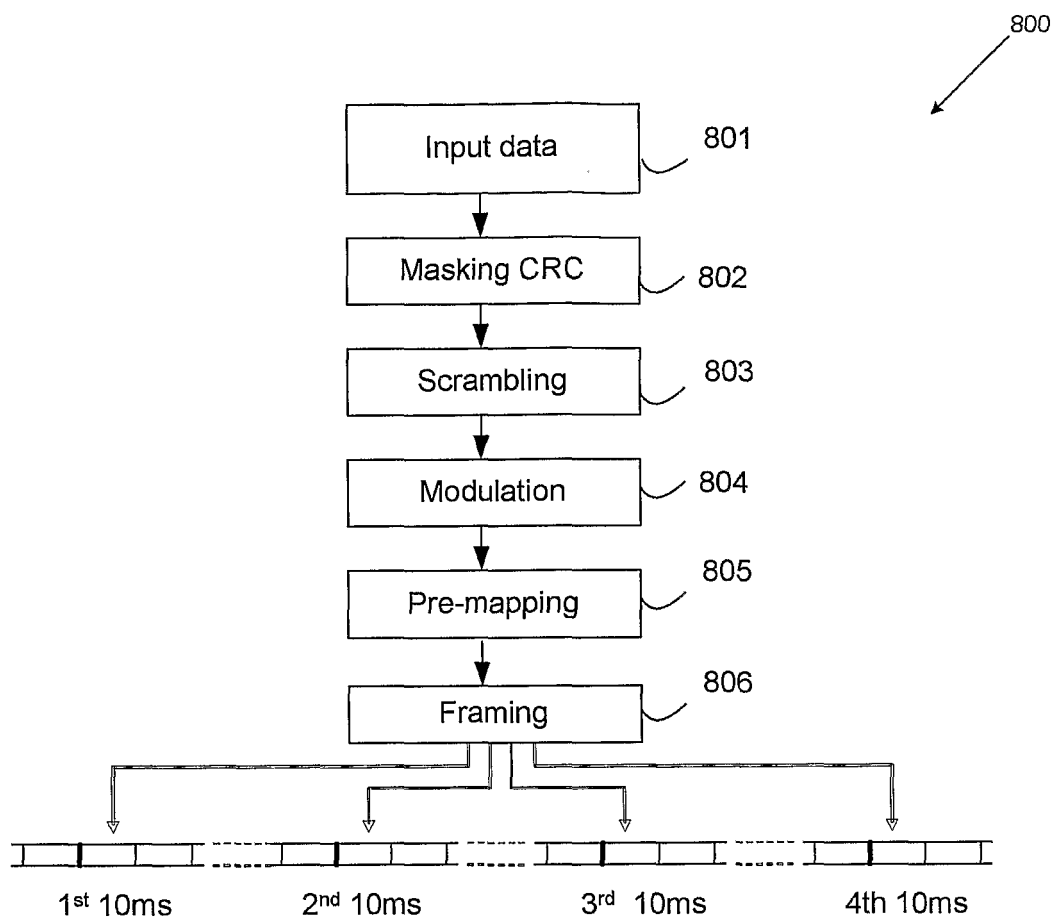 800
Input data 801
Masking CRC 802
Scrambling 803
Modulation 804
Pre-mapping 805
Framing 806
1st 10ms 2nd 10ms 3rd 10ms 4th 10ms